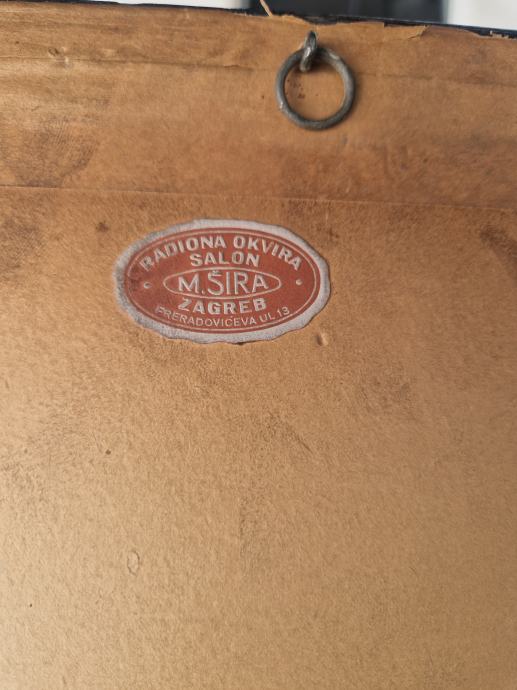 RADIONA OKVIRA
SALON
M. ŠIRA
ZAGREB
PRERADOVIĆEVA UL 13